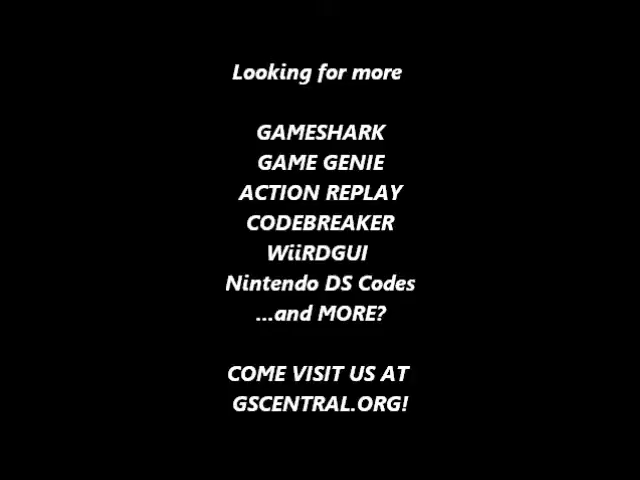 Looking for more
GAMESHARK
GAME GENIE
ACTION REPLAY
CODEBREAKER
WiiRDGUI
Nintendo DS Codes
...and MORE?
COME VISIT US AT
GSCENTRAL.ORG!